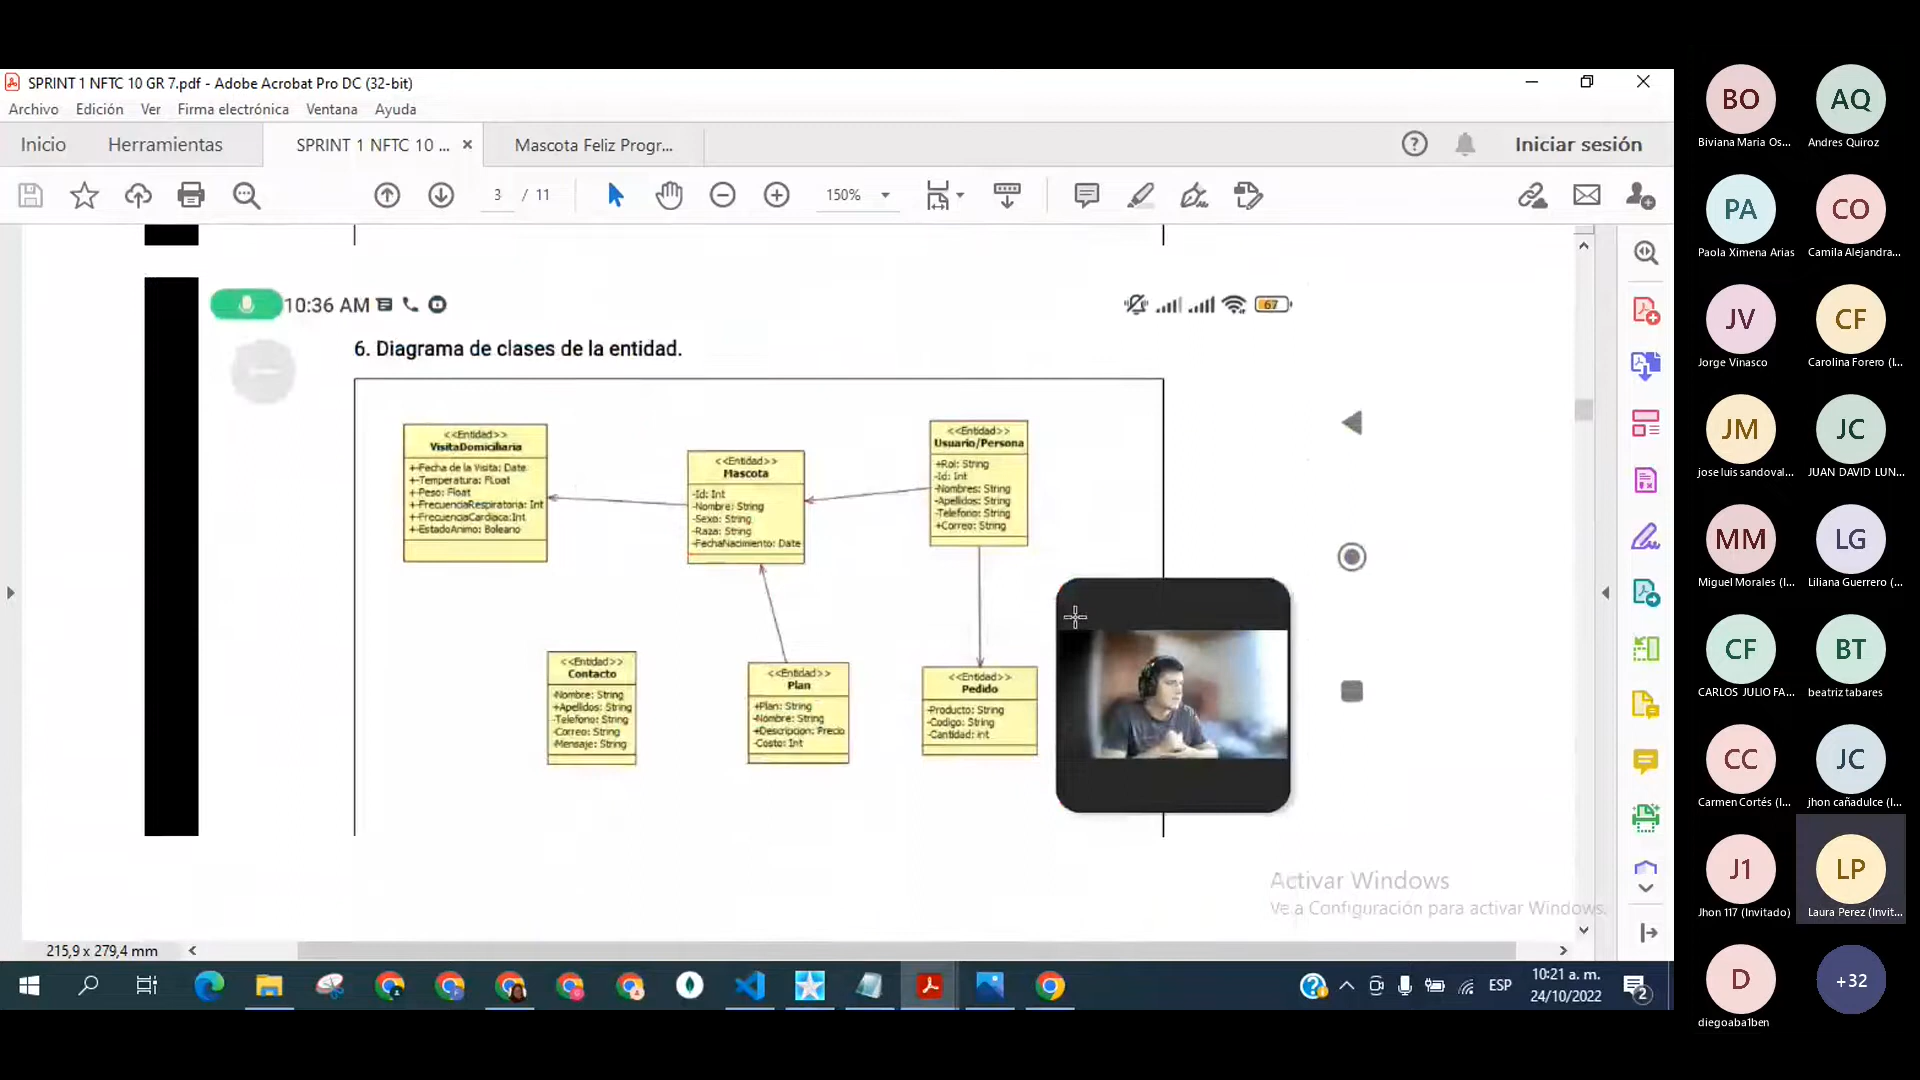 SPRINT 1 NFTC 10 GR 7.pdf - Adobe Acrobat Pro DC (32-bit)
Archivo Edición Ver Firma electrónica Ventana Ayuda
Inicio Herramientas SPRINT 1 NFTC 10 ... × Mascota Feliz Progr... Iniciar sesión
3 / 11 150%
10:36 AM 67
6. Diagrama de clases de la entidad.
<<Entidad>>
VisitaDomiciliaria
+-Fecha de la Visita: Date
+-Temperatura: FLoat
+-Peso: Float
+-FrecuenciaRespiratoria: Int
+-FrecuenciaCardiaca:Int
+-EstadoAnimo: Boleano
<<Entidad>>
Mascota
-Id: Int
-Nombre: String
-Sexo: String
-Raza: String
-FechaNacimiento: Date
<<Entidad>>
Usuario/Persona
+Rol: String
-Id: Int
-Nombres: String
-Apellidos: String
-Telefono: String
+Correo: String
<<Entidad>>
Contacto
-Nombre: String
+Apellidos: String
-Telefono: String
-Correo: String
-Mensaje: String
<<Entidad>>
Plan
+Plan: String
-Nombre: String
+Descripcion: Precio
-Costo: Int
<<Entidad>>
Pedido
-Producto: String
-Codigo: String
-Cantidad: int
Activar Windows
Ve a Configuración para activar Windows.
215,9 x 279,4 mm
ESP
10:21 a. m.
24/10/2022
2
BO AQ
Biviana Maria Os... Andres Quiroz
PA CO
Paola Ximena Arias Camila Alejandra...
JV CF
Jorge Vinasco Carolina Forero (I...
JM JC
jose luis sandoval... JUAN DAVID LUN...
MM LG
Miguel Morales (I... Liliana Guerrero (...
CF BT
CARLOS JULIO FA... beatriz tabares
CC JC
Carmen Cortés (I... jhon cañadulce (I...
J1 LP
Jhon 117 (Invitado) Laura Perez (Invit...
D +32
diegoaba1ben